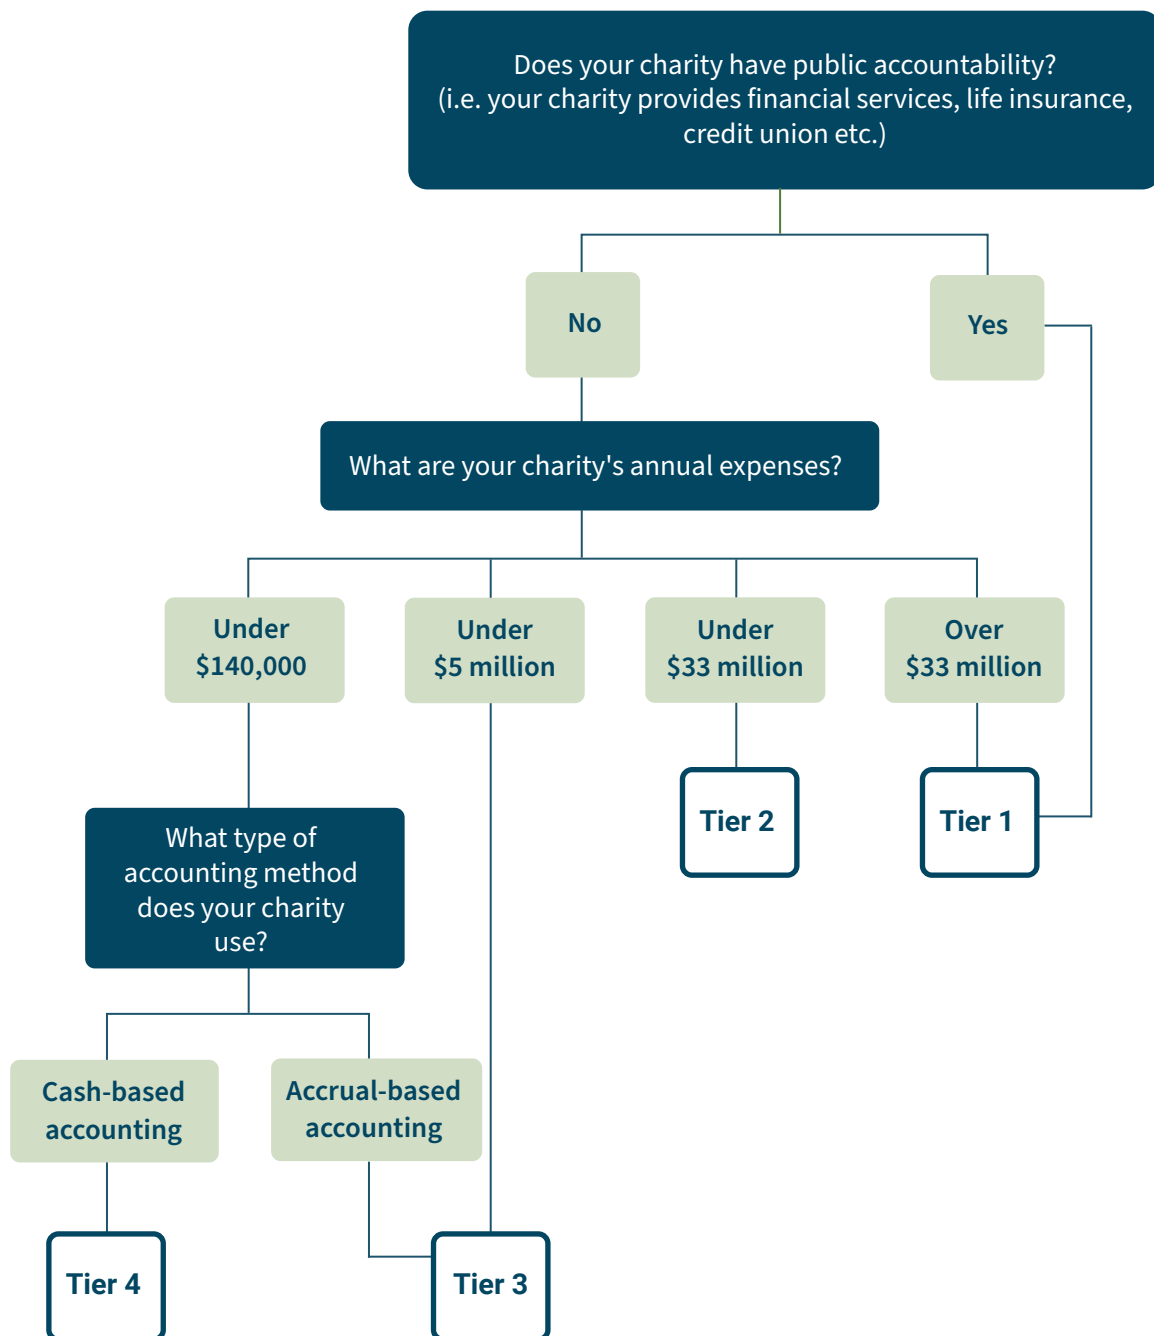 Does your charity have public accountability?
(i.e. your charity provides financial services, life insurance,
credit union etc.)
No
Yes
What are your charity's annual expenses?
Under
$140,000
Under
$5 million
Under
$33 million
Over
$33 million
Tier 2
Tier 1
What type of
accounting method
does your charity
use?
Cash-based
accounting
Accrual-based
accounting
Tier 4
Tier 3